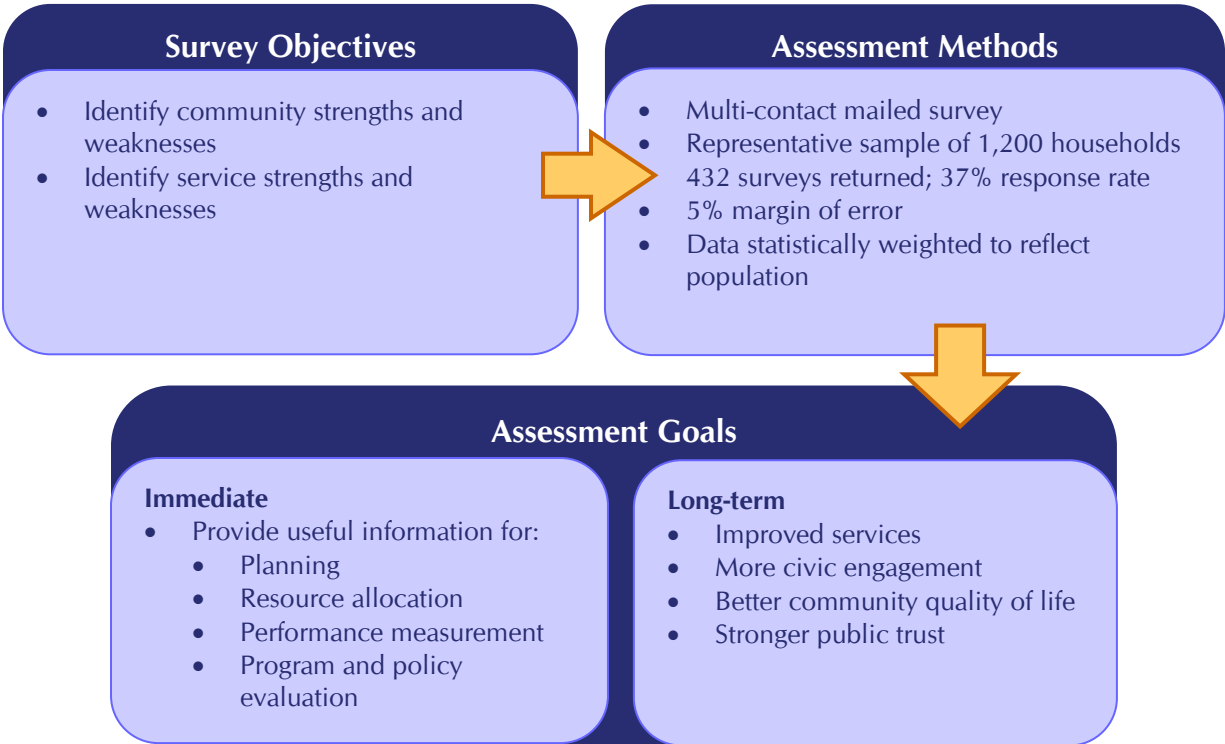 Survey Objectives
• Identify community strengths and
weaknesses
• Identify service strengths and
weaknesses
Assessment Methods
• Multi-contact mailed survey
• Representative sample of 1,200 households
432 surveys returned; 37% response rate
• 5% margin of error
• Data statistically weighted to reflect
population
Assessment Goals
Immediate
• Provide useful information for:
• Planning
• Resource allocation
• Performance measurement
• Program and policy
evaluation
Long-term
• Improved services
• More civic engagement
• Better community quality of life
• Stronger public trust